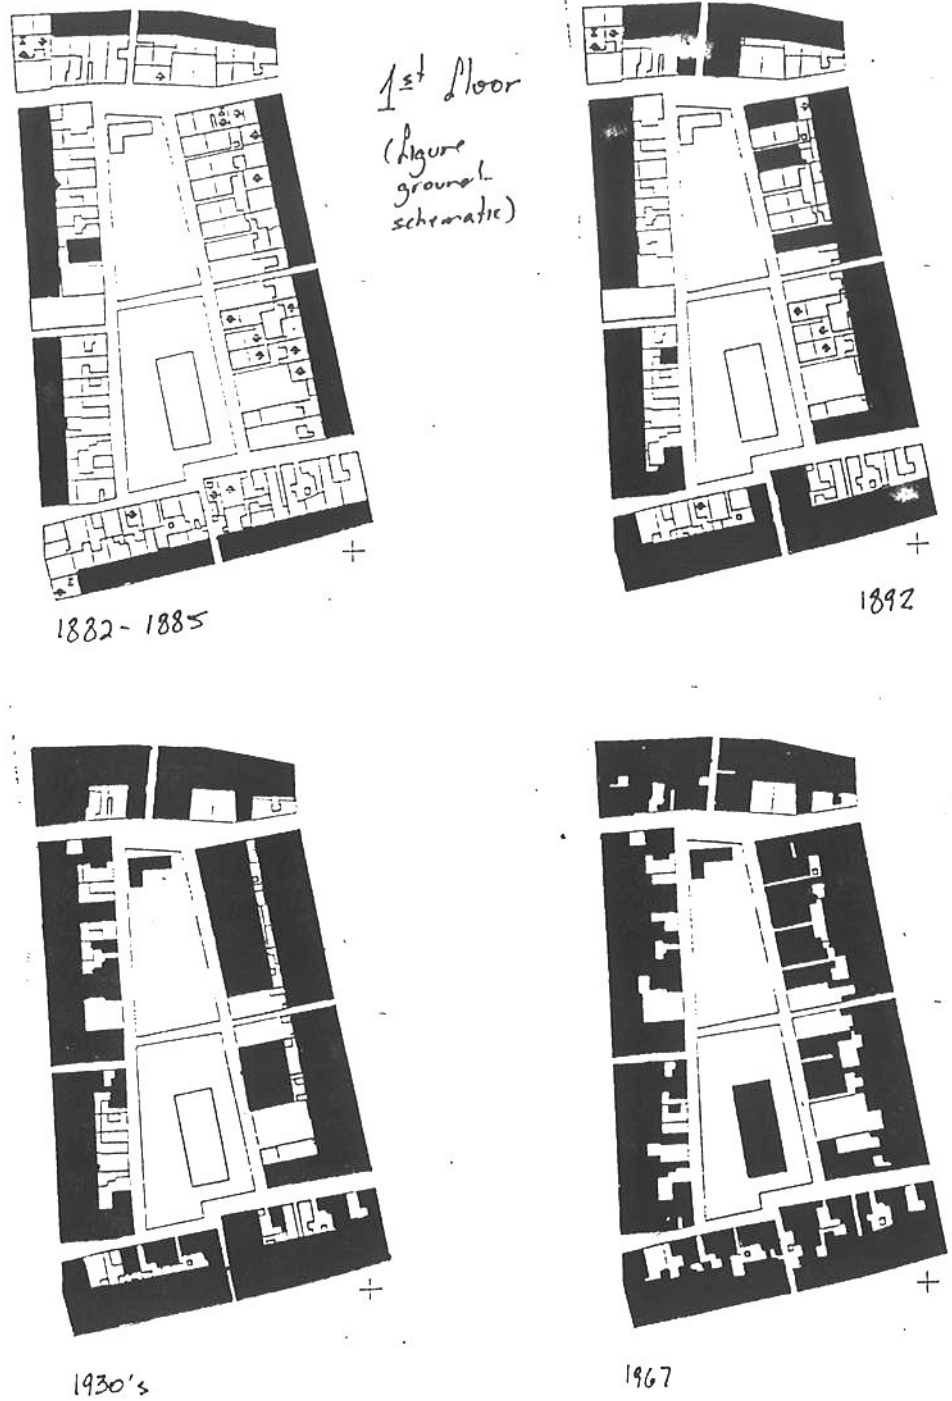 1st floor
(figure
ground
schematic)
1882 - 1885
1892
1930's
1967